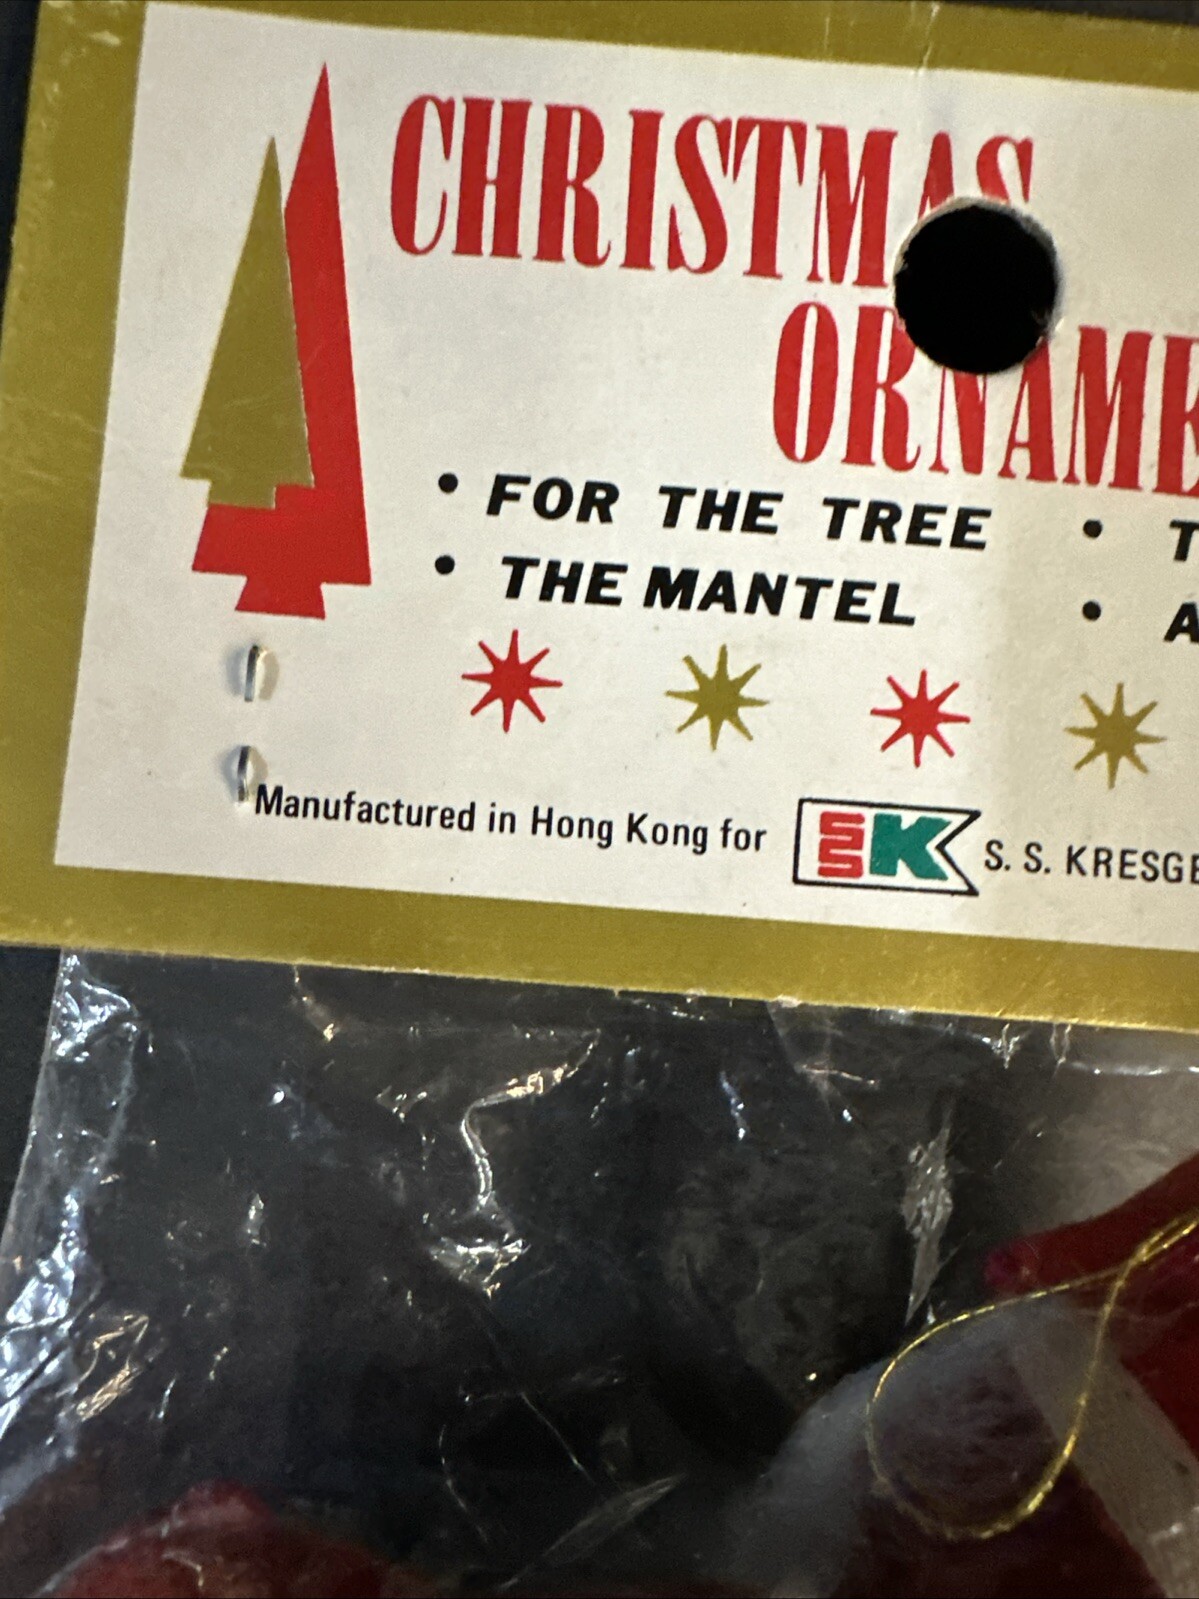 CHRISTMAS
ORNAME
• FOR THE TREE • T
• THE MANTEL • A
Manufactured in Hong Kong for SSK S. S. KRESGE